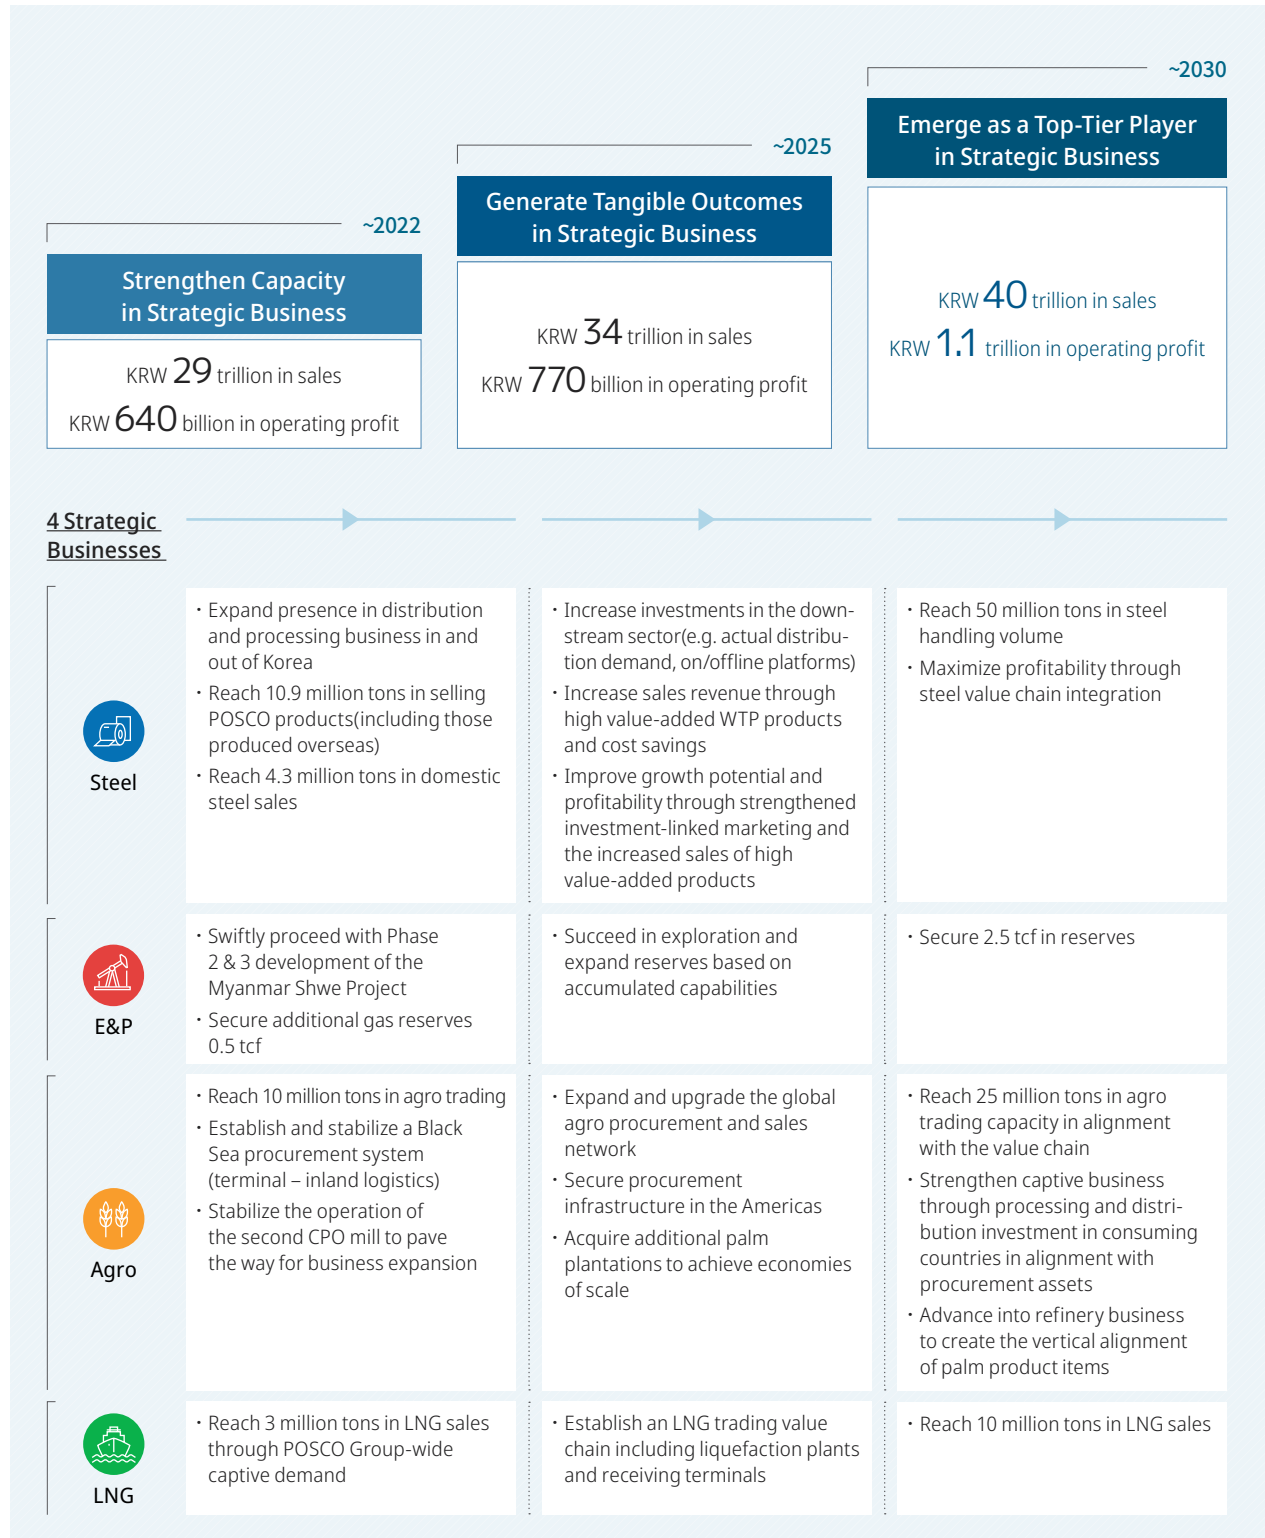 ~2022
Strengthen Capacity
in Strategic Business
KRW 29 trillion in sales
KRW 640 billion in operating profit
~2025
Generate Tangible Outcomes
in Strategic Business
KRW 34 trillion in sales
KRW 770 billion in operating profit
~2030
Emerge as a Top-Tier Player
in Strategic Business
KRW 40 trillion in sales
KRW 1.1 trillion in operating profit
4 Strategic
Businesses
Steel
· Expand presence in distribution
and processing business in and
out of Korea
· Reach 10.9 million tons in selling
POSCO products(including those
produced overseas)
· Reach 4.3 million tons in domestic
steel sales
· Increase investments in the down-
stream sector(e.g. actual distribu-
tion demand, on/offline platforms)
· Increase sales revenue through
high value-added WTP products
and cost savings
· Improve growth potential and
profitability through strengthened
investment-linked marketing and
the increased sales of high
value-added products
· Reach 50 million tons in steel
handling volume
· Maximize profitability through
steel value chain integration
E&P
· Swiftly proceed with Phase
2 & 3 development of the
Myanmar Shwe Project
· Secure additional gas reserves
0.5 tcf
· Succeed in exploration and
expand reserves based on
accumulated capabilities
· Secure 2.5 tcf in reserves
Agro
· Reach 10 million tons in agro trading
· Establish and stabilize a Black
Sea procurement system
(terminal – inland logistics)
· Stabilize the operation of
the second CPO mill to pave
the way for business expansion
· Expand and upgrade the global
agro procurement and sales
network
· Secure procurement
infrastructure in the Americas
· Acquire additional palm
plantations to achieve economies
of scale
· Reach 25 million tons in agro
trading capacity in alignment
with the value chain
· Strengthen captive business
through processing and distri-
bution investment in consuming
countries in alignment with
procurement assets
· Advance into refinery business
to create the vertical alignment
of palm product items
LNG
· Reach 3 million tons in LNG sales
through POSCO Group-wide
captive demand
· Establish an LNG trading value
chain including liquefaction plants
and receiving terminals
· Reach 10 million tons in LNG sales